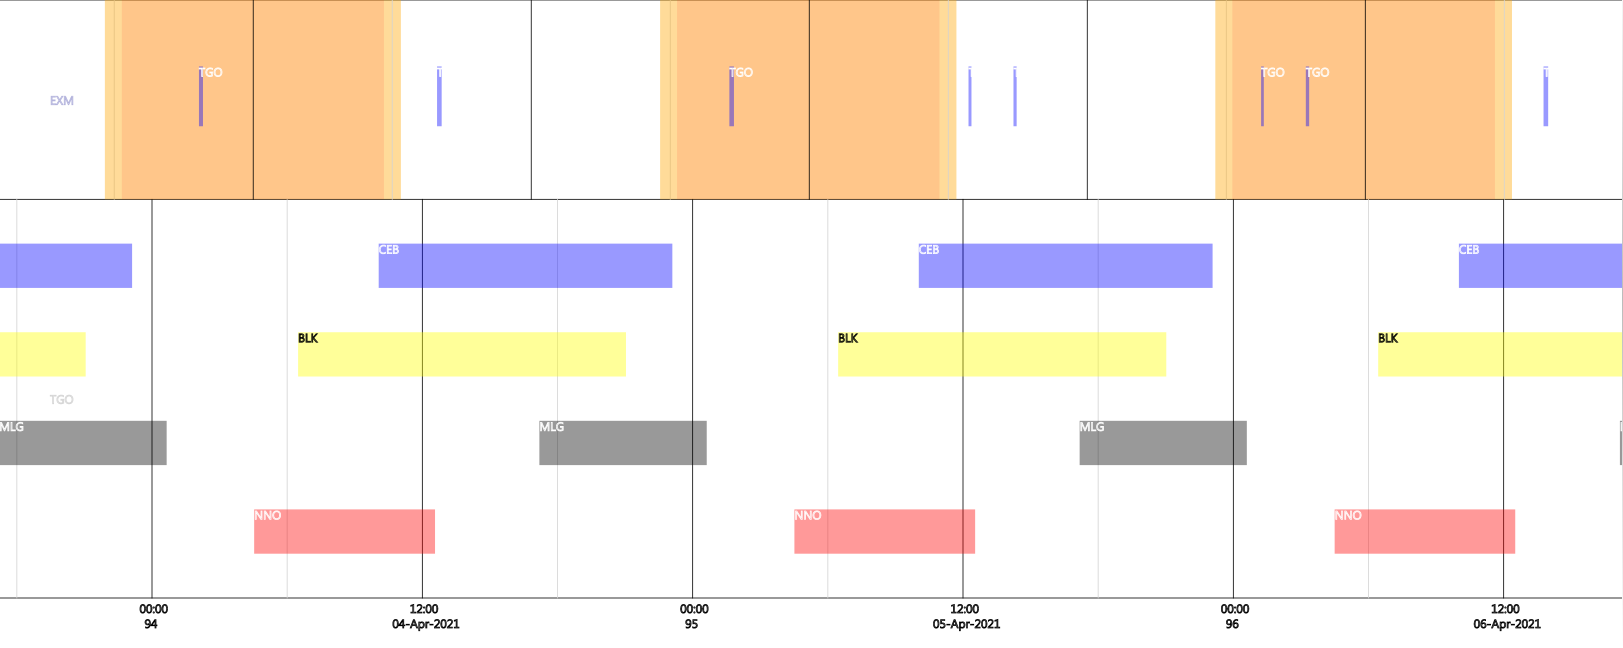 TGO T TGO T T TGO TGO T
EXM
CEB CEB CEB
BLK BLK BLK
TGO
MLG MLG MLG
NNO NNO NNO
00:00 12:00 00:00 12:00 00:00 12:00
94 04-Apr-2021 95 05-Apr-2021 96 06-Apr-2021